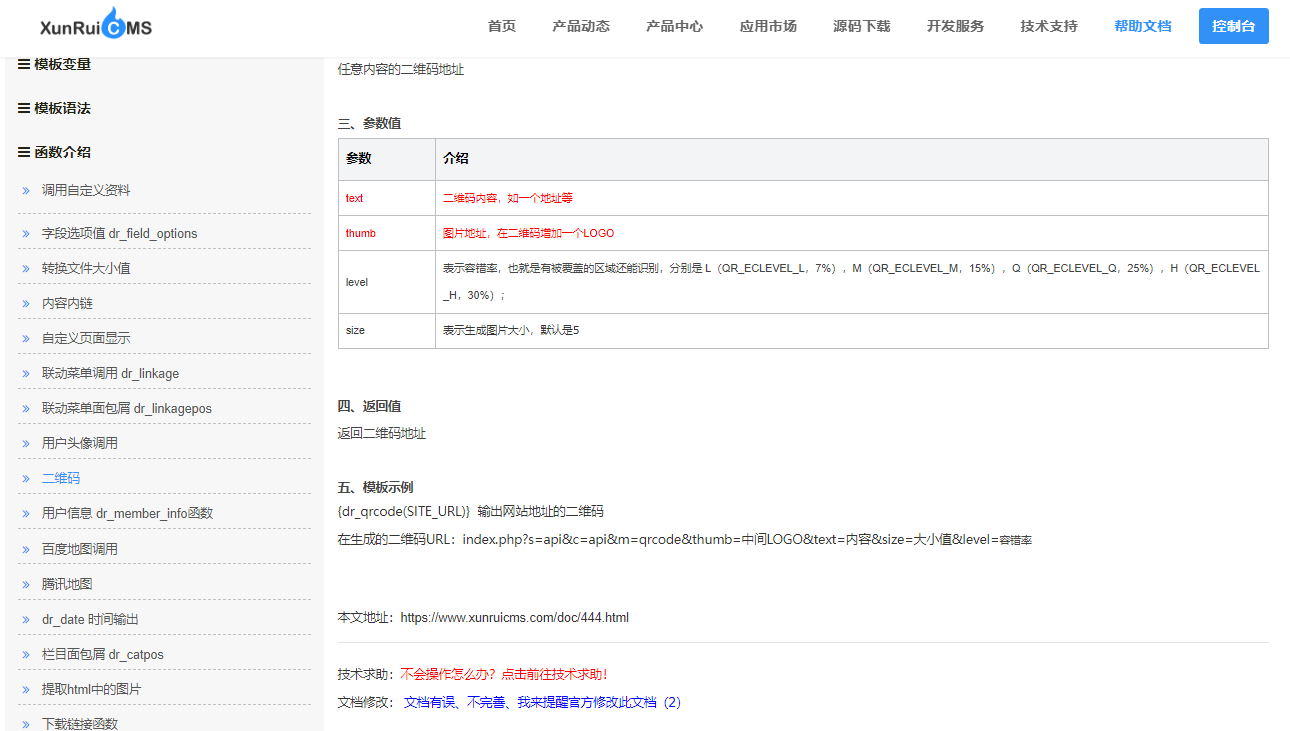 XunRuiCMS
首页 产品动态 产品中心 应用市场 源码下载 开发服务 技术支持 帮助文档 控制台
模板变量
模板语法
函数介绍
» 调用自定义资料
» 字段选项值 dr_field_options
» 转换文件大小值
» 内容内链
» 自定义页面显示
» 联动菜单调用 dr_linkage
» 联动菜单面包屑 dr_linkagepos
» 用户头像调用
» 二维码
» 用户信息 dr_member_info函数
» 百度地图调用
» 腾讯地图
» dr_date 时间输出
» 栏目面包屑 dr_catpos
» 提取html中的图片
» 下载链接函数
任意内容的二维码地址
三、参数值
参数 介绍
text 二维码内容，如一个地址等
thumb 图片地址，在二维码增加一个LOGO
level 表示容错率，也就是有被覆盖的区域还能识别，分别是 L（QR_ECLEVEL_L，7%），M（QR_ECLEVEL_M，15%），Q（QR_ECLEVEL_Q，25%），H（QR_ECLEVEL
_H，30%）；
size 表示生成图片大小，默认是5
四、返回值
返回二维码地址
五、模板示例
{dr_qrcode(SITE_URL)} 输出网站地址的二维码
在生成的二维码URL：index.php?s=api&c=api&m=qrcode&thumb=中间LOGO&text=内容&size=大小值&level=容错率
本文地址：https://www.xunruicms.com/doc/444.html
技术求助：不会操作怎么办？点击前往技术求助！
文档修改： 文档有误、不完善、我来提醒官方修改此文档（2）